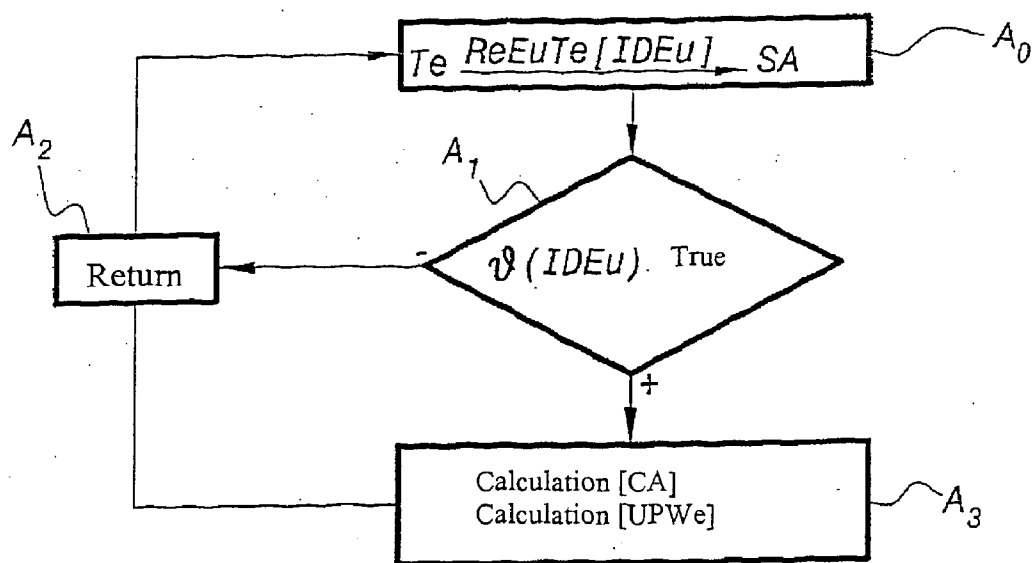 Te ReEuTe[IDEu] SA
A0
A2
A1
Return
-
ϑ(IDEu). True
+
Calculation [CA]
Calculation [UPWe]
A3